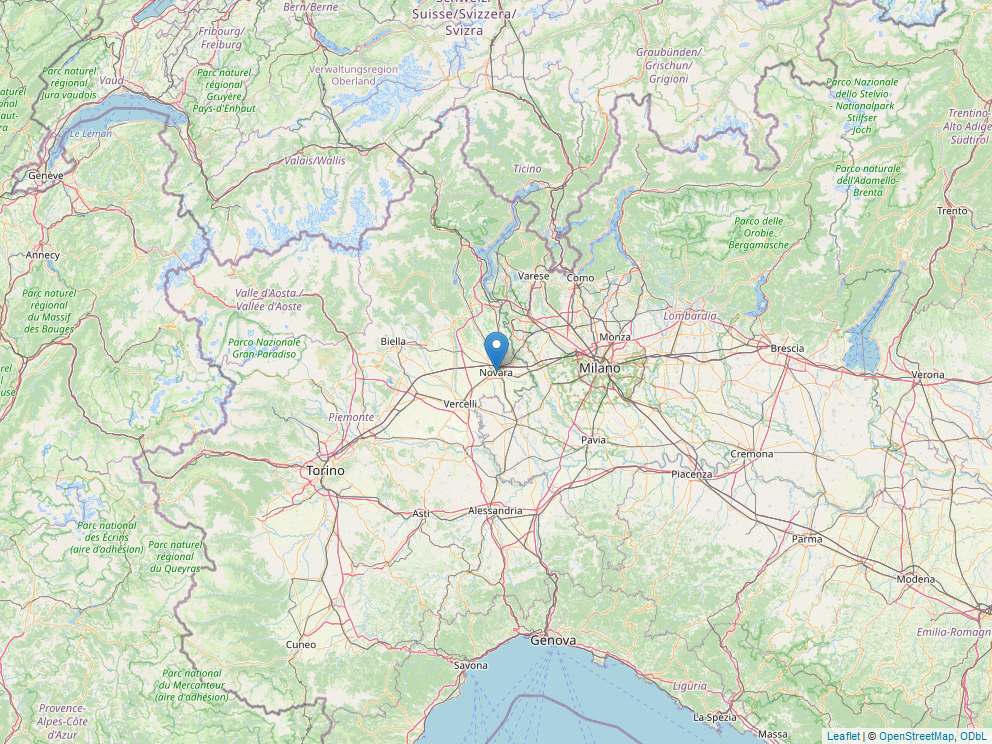 Bern/Berne
Schweiz/
Suisse/Svizzera/
Svizra
Fribourg/
Freiburg
Graubünden/
Grischun/
Grigioni
Parc naturel
régional
Jura vaudois
Vaud
Parc naturel
régional
Gruyère
Pays-d'Enhaut
Verwaltungsregion
Oberland
Parco Nazionale
dello Stelvio
- Nationalpark
Stilfser
Joch
Trentino-
Alto Adige
Südtirol
Le Léman
Valais/Wallis
Ticino
Genève
Parco naturale
dell'Adamello-
Brenta
Trento
Parco delle
Orobie
Bergamasche
Annecy
Varese
Como
Parc naturel
régional
du Massif
des Bauges
Valle d'Aosta /
Vallée d'Aoste
Lombardia
Parco Nazionale
Gran Paradiso
Biella
Monza
Brescia
Novara
Milano
Verona
Vercelli
Piemonte
Pavia
Cremona
Torino
Piacenza
Asti
Alessandria
Parc national
des Écrins
(aire d'adhésion)
Parc naturel
régional
du Queyras
Parma
Modena
Cuneo
Genova
Emilia-Romagn
Savona
Parc national
du Mercantour
(aire d'adhésion)
Liguria
Provence-
Alpes-Côte
d'Azur
La Spezia
Massa
Leaflet | © OpenStreetMap, ODbL